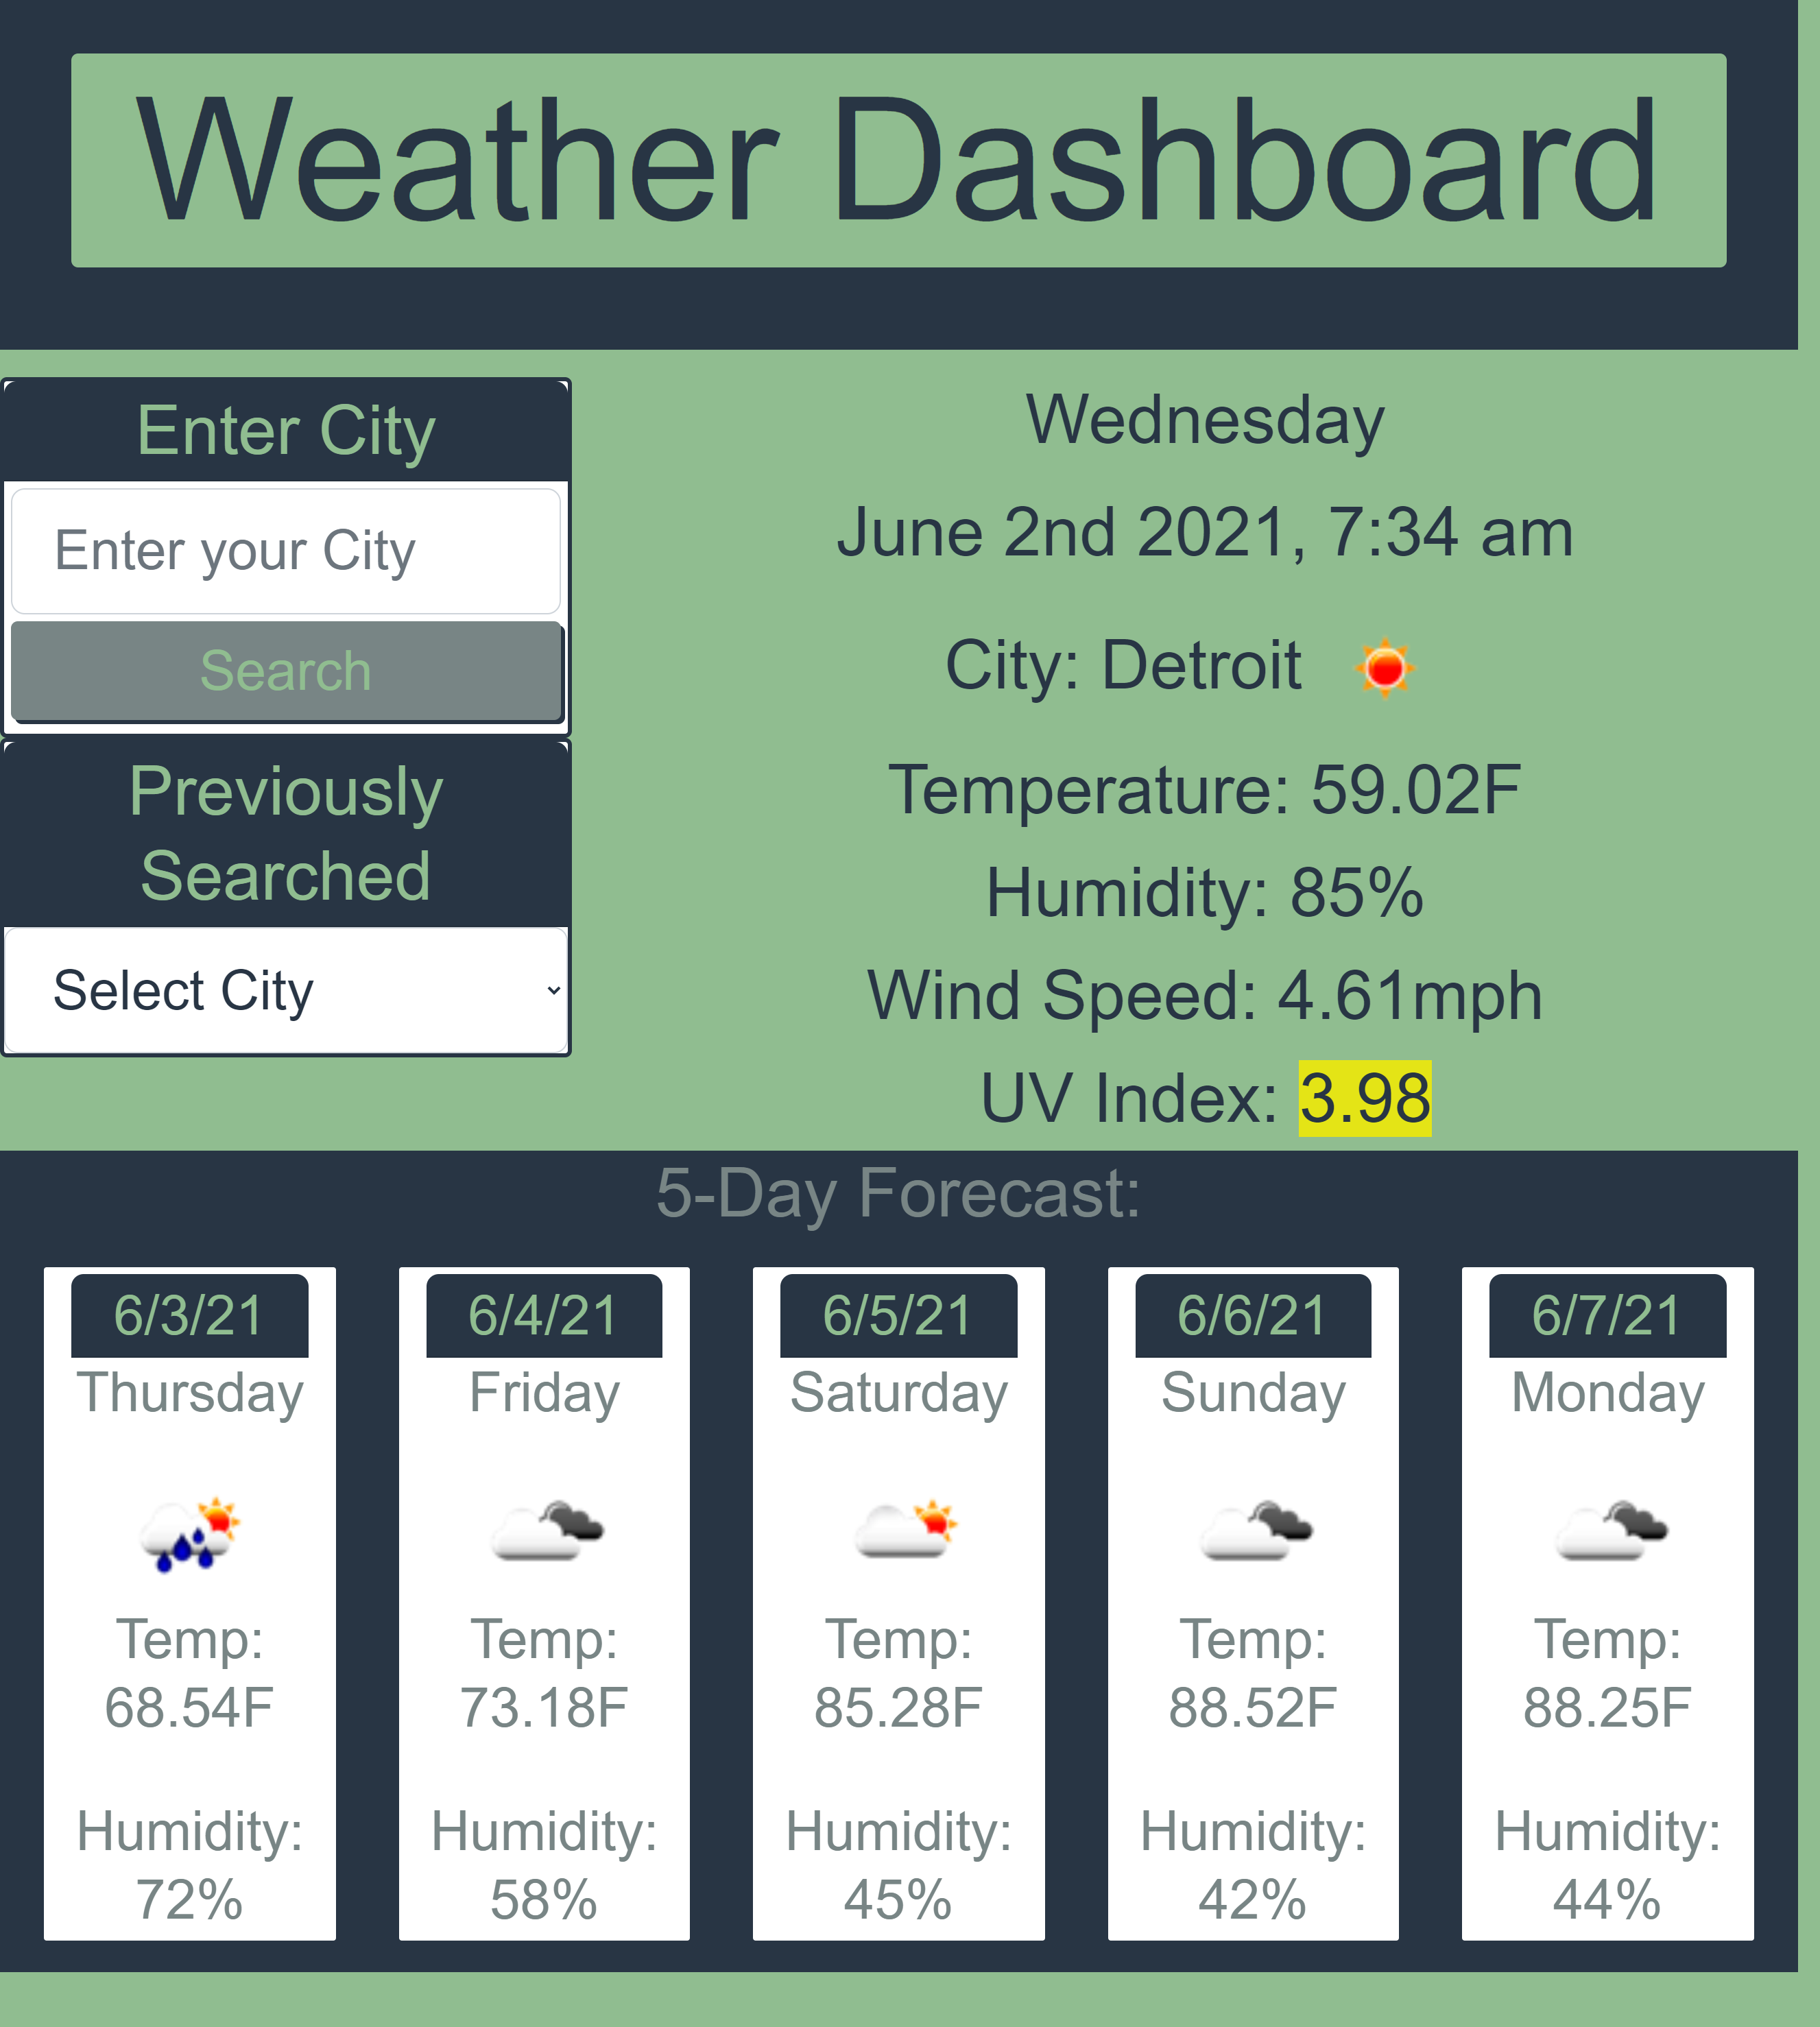 Weather Dashboard
Enter City
Enter your City
Search
Previously
Searched
Select City
Wednesday
June 2nd 2021, 7:34 am
City: Detroit
Temperature: 59.02F
Humidity: 85%
Wind Speed: 4.61mph
UV Index: 3.98
5-Day Forecast:
6/3/21
Thursday
Temp:
68.54F
Humidity:
72%
6/4/21
Friday
Temp:
73.18F
Humidity:
58%
6/5/21
Saturday
Temp:
85.28F
Humidity:
45%
6/6/21
Sunday
Temp:
88.52F
Humidity:
42%
6/7/21
Monday
Temp:
88.25F
Humidity:
44%